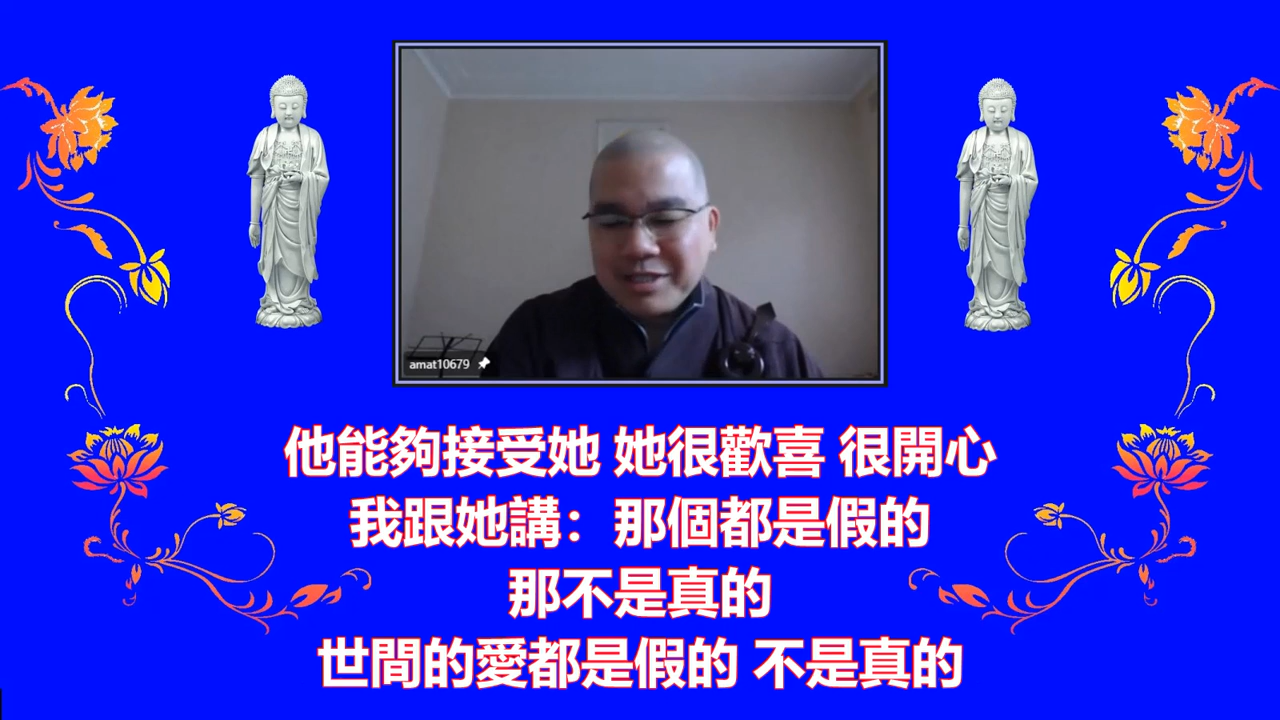 amat10679
他能夠接受她 她很歡喜 很開心
我跟她講：那個都是假的
那不是真的
世間的愛都是假的 不是真的